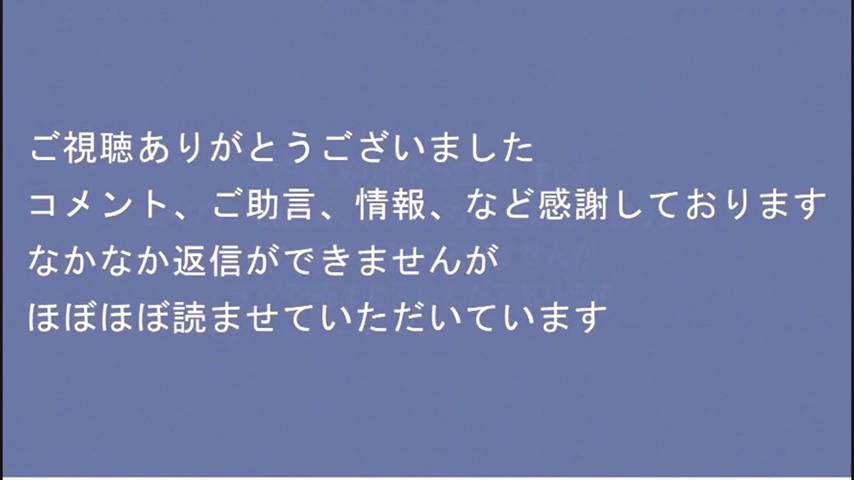 ご視聴ありがとうございました
コメント、ご助言、情報、など感謝しております
なかなか返信ができませんが
ほぼほぼ読ませていただいています